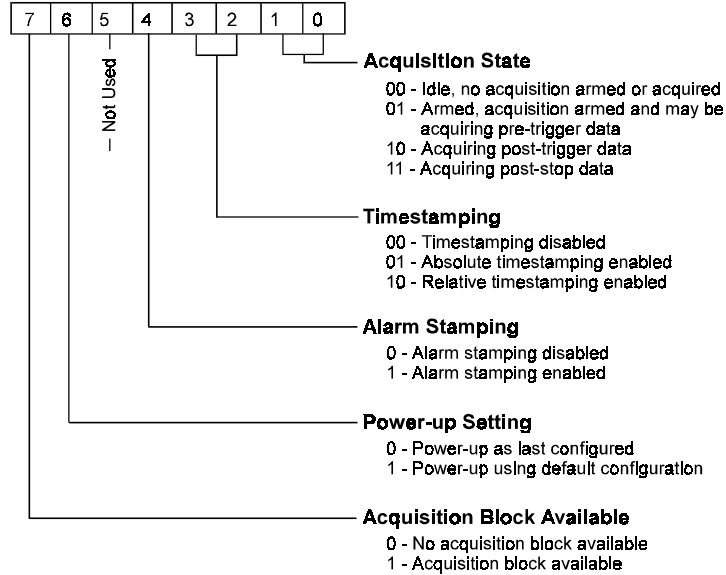 7 6 5 4 3 2 1 0
– Not Used –
Acquisition State
00 - Idle, no acquisition armed or acquired
01 - Armed, acquisition armed and may be
acquiring pre-trigger data
10 - Acquiring post-trigger data
11 - Acquiring post-stop data
Timestamping
00 - Timestamping disabled
01 - Absolute timestamping enabled
10 - Relative timestamping enabled
Alarm Stamping
0 - Alarm stamping disabled
1 - Alarm stamping enabled
Power-up Setting
0 - Power-up as last configured
1 - Power-up using default configuration
Acquisition Block Available
0 - No acquisition block available
1 - Acquisition block available